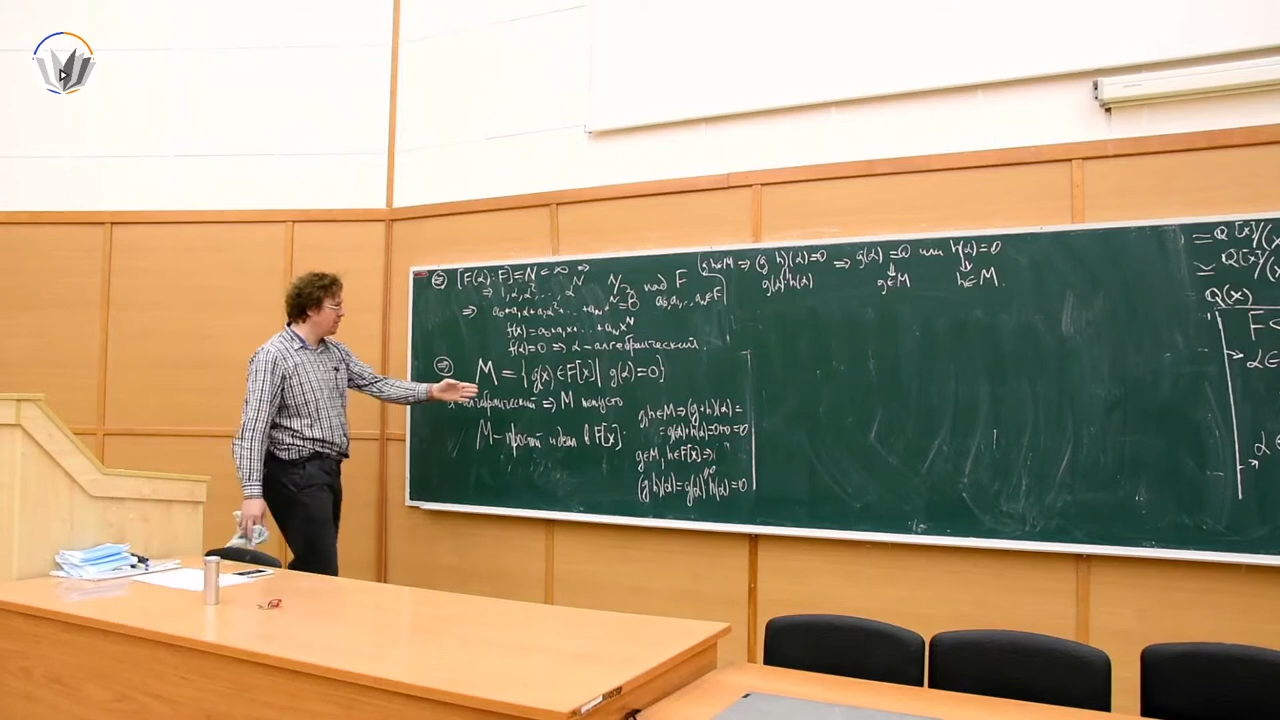 ⇐ [F(α):F]=N<∞ ⇒
⇒ 1, α, α², ..., α^N л/з над F
⇒ a₀+a₁α+a₂α²+...+a_Nα^N=0 a₀,a₁,...,a_N∈F
f(x)=a₀+a₁x+...+a_Nx^N
f(α)=0 ⇒ α-алгебраический.
⇒ M={g(x)∈F[x] | g(α)=0}
α-алгебраический ⇒ M непусто
M-простой идеал в F[x]:
g,h∈M ⇒ (g+h)(α)=
=g(α)+h(α)=0+0=0
g∈M, h∈F[x] ⇒
(g·h)(α)=g(α)·h(α)=0
g·h∈M ⇒ (g·h)(α)=0 ⇒ g(α)=0 или h(α)=0
g(α)·h(α) g∈M h∈M.
=Q[x]/(x
≅ Q[x]/
Q(x)
F⊂
→ α∈
→ α∈